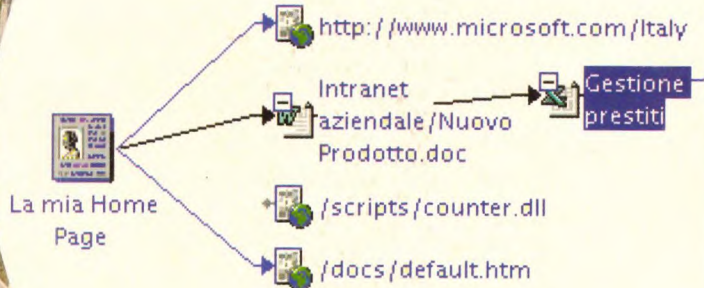 http://www.microsoft.com/Italy
Intranet
aziendale/Nuovo
Prodotto.doc
Gestione
prestiti
La mia Home
Page
/scripts/counter.dll
/docs/default.htm